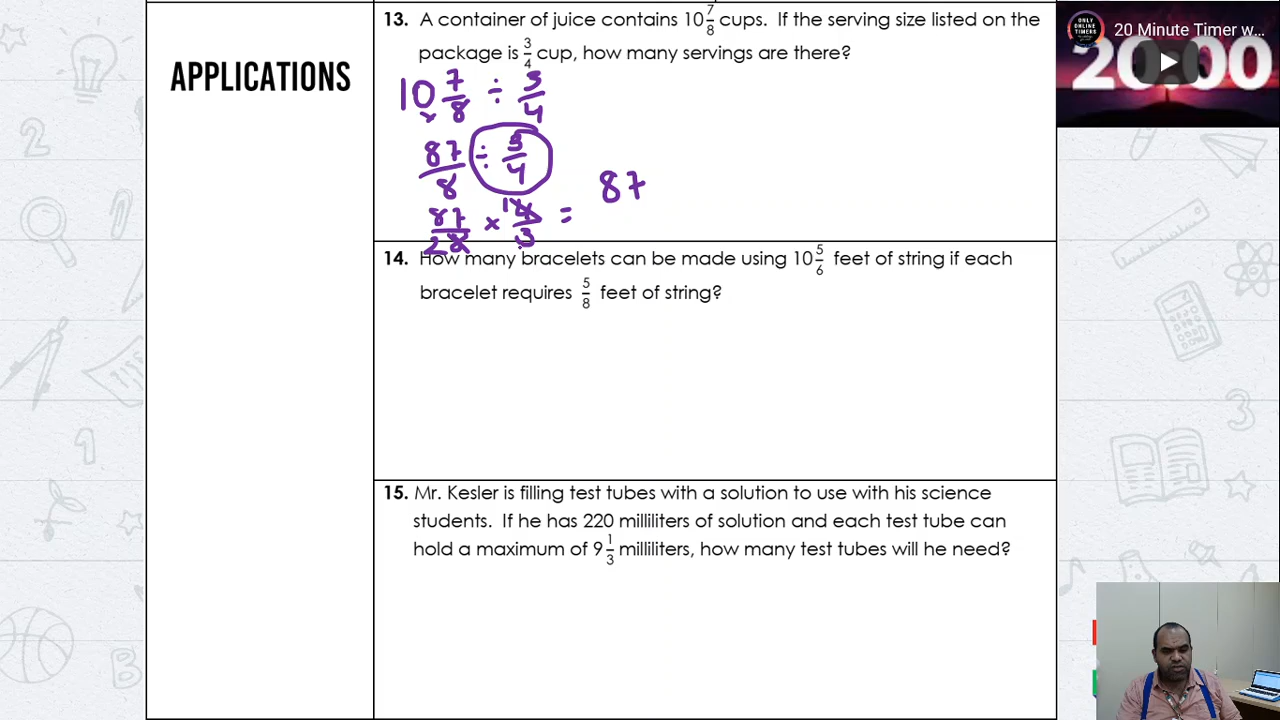 13. A container of juice contains 10 7/8 cups. If the serving size listed on the
package is 3/4 cup, how many servings are there?
10 7/8 ÷ 3/4
87/8 ÷ 3/4
87/2 8 × 1 4/3 = 87
APPLICATIONS
14. How many bracelets can be made using 10 5/6 feet of string if each
bracelet requires 5/8 feet of string?
15. Mr. Kesler is filling test tubes with a solution to use with his science
students. If he has 220 milliliters of solution and each test tube can
hold a maximum of 9 1/3 milliliters, how many test tubes will he need?
ONLY
ONLINE
TIMERS
20 Minute Timer w...
20:00